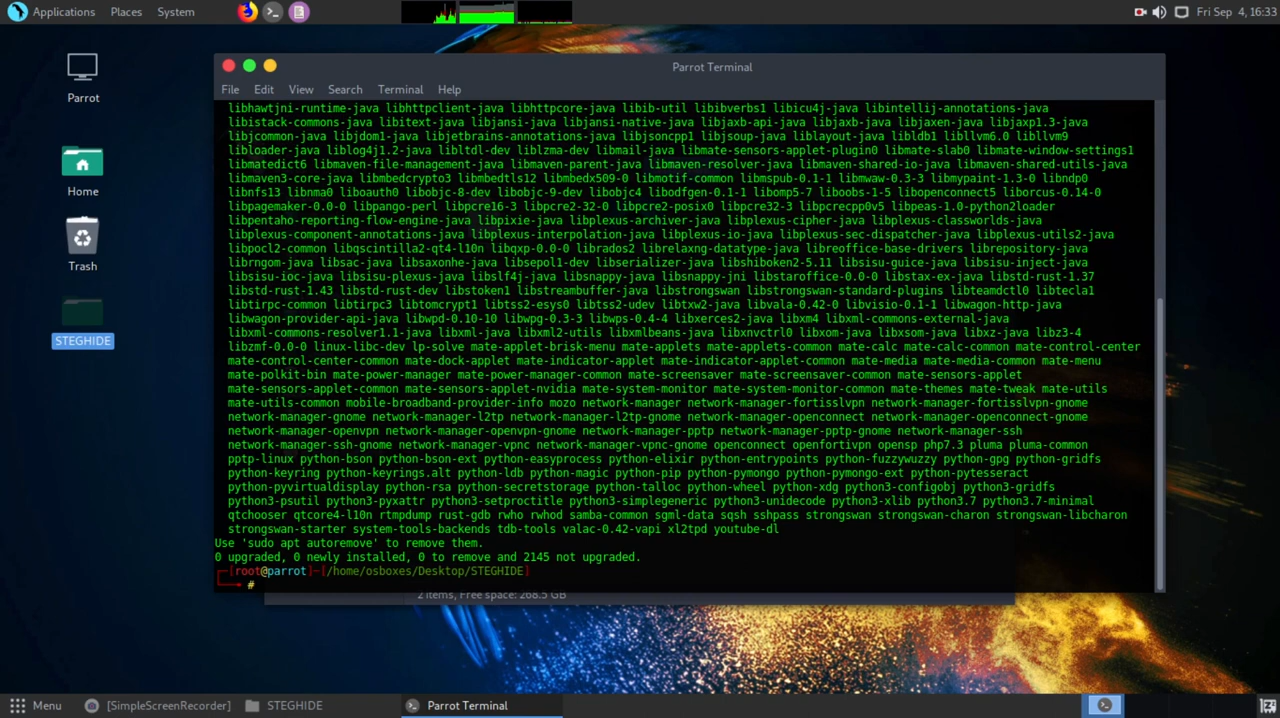 Applications Places System
Fri Sep 4, 16:33
Parrot
Home
Trash
STEGHIDE
Parrot Terminal
File Edit View Search Terminal Help
libhawtjni-runtime-java libhttpclient-java libhttpcore-java libib-util libibverbs1 libicu4j-java libintellij-annotations-java
libistack-commons-java libitext-java libjansi-java libjansi-native-java libjaxb-api-java libjaxb-java libjaxen-java libjaxp1.3-java
libjcommon-java libjdom1-java libjetbrains-annotations-java libjsoncpp1 libjsoup-java liblayout-java libldb1 libllvm6.0 libllvm9
libloader-java liblog4j1.2-java libltdl-dev liblzma-dev libmail-java libmate-sensors-applet-plugin0 libmate-slab0 libmate-window-settings1
libmatedict6 libmaven-file-management-java libmaven-parent-java libmaven-resolver-java libmaven-shared-io-java libmaven-shared-utils-java
libmaven3-core-java libmbedcrypto3 libmbedtls12 libmbedx509-0 libmotif-common libmspub-0.1-1 libmwaw-0.3-3 libmypaint-1.3-0 libndp0
libnfs13 libnma0 liboauth0 libobjc-8-dev libobjc-9-dev libobjc4 libodfgen-0.1-1 libomp5-7 liboobs-1-5 libopenconnect5 liborcus-0.14-0
libpagemaker-0.0-0 libpango-perl libpcre16-3 libpcre2-32-0 libpcre2-posix0 libpcre32-3 libpcrecpp0v5 libpeas-1.0-python2loader
libpentaho-reporting-flow-engine-java libpixie-java libplexus-archiver-java libplexus-cipher-java libplexus-classworlds-java
libplexus-component-annotations-java libplexus-interpolation-java libplexus-io-java libplexus-sec-dispatcher-java libplexus-utils2-java
libpocl2-common libqscintilla2-qt4-l10n libqxp-0.0-0 librados2 librelaxng-datatype-java libreoffice-base-drivers librepository-java
librngom-java libsac-java libsaxonhe-java libsepol1-dev libserializer-java libshiboken2-5.11 libsisu-guice-java libsisu-inject-java
libsisu-ioc-java libsisu-plexus-java libslf4j-java libsnappy-java libsnappy-jni libstaroffice-0.0-0 libstax-ex-java libstd-rust-1.37
libstd-rust-1.43 libstd-rust-dev libstoken1 libstreambuffer-java libstrongswan libstrongswan-standard-plugins libteamdctl0 libtecla1
libtirpc-common libtirpc3 libtomcrypt1 libtss2-esys0 libtss2-udev libtxw2-java libvala-0.42-0 libvisio-0.1-1 libwagon-http-java
libwagon-provider-api-java libwpd-0.10-10 libwpg-0.3-3 libwps-0.4-4 libxerces2-java libxm4 libxml-commons-external-java
libxml-commons-resolver1.1-java libxml-java libxml2-utils libxmlbeans-java libxnvctrl0 libxom-java libxsom-java libxz-java libz3-4
libzmf-0.0-0 linux-libc-dev lp-solve mate-applet-brisk-menu mate-applets mate-applets-common mate-calc mate-calc-common mate-control-center
mate-control-center-common mate-dock-applet mate-indicator-applet mate-indicator-applet-common mate-media mate-media-common mate-menu
mate-polkit-bin mate-power-manager mate-power-manager-common mate-screensaver mate-screensaver-common mate-sensors-applet
mate-sensors-applet-common mate-sensors-applet-nvidia mate-system-monitor mate-system-monitor-common mate-themes mate-tweak mate-utils
mate-utils-common mobile-broadband-provider-info mozo network-manager network-manager-fortisslvpn network-manager-fortisslvpn-gnome
network-manager-gnome network-manager-l2tp network-manager-l2tp-gnome network-manager-openconnect network-manager-openconnect-gnome
network-manager-openvpn network-manager-openvpn-gnome network-manager-pptp network-manager-pptp-gnome network-manager-ssh
network-manager-ssh-gnome network-manager-vpnc network-manager-vpnc-gnome openconnect openfortivpn opensp php7.3 pluma pluma-common
pptp-linux python-bson python-bson-ext python-easyprocess python-elixir python-entrypoints python-fuzzywuzzy python-gpg python-gridfs
python-keyring python-keyrings.alt python-ldb python-magic python-pip python-pymongo python-pymongo-ext python-pytesseract
python-pyvirtualdisplay python-rsa python-secretstorage python-talloc python-wheel python-xdg python3-configobj python3-gridfs
python3-psutil python3-pyxattr python3-setproctitle python3-simplegeneric python3-unidecode python3-xlib python3.7 python3.7-minimal
qtchooser qtcore4-l10n rtmpdump rust-gdb rwho rwhod samba-common sgml-data sqsh sshpass strongswan strongswan-charon strongswan-libcharon
strongswan-starter system-tools-backends tdb-tools valac-0.42-vapi xl2tpd youtube-dl
Use 'sudo apt autoremove' to remove them.
0 upgraded, 0 newly installed, 0 to remove and 2145 not upgraded.
┌─[root@parrot]─[/home/osboxes/Desktop/STEGHIDE]
└──╼ #
2 items, Free space: 268.5 GB
Menu [SimpleScreenRecorder] STEGHIDE Parrot Terminal